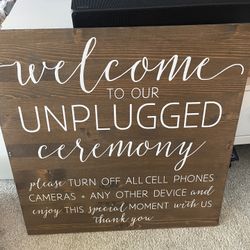 welcome
TO OUR
UNPLUGGED
ceremony
please TURN OFF ALL CELL PHONES
CAMERAS + ANY OTHER DEVICE and
enjoy THIS special MOMENT with US
thank you